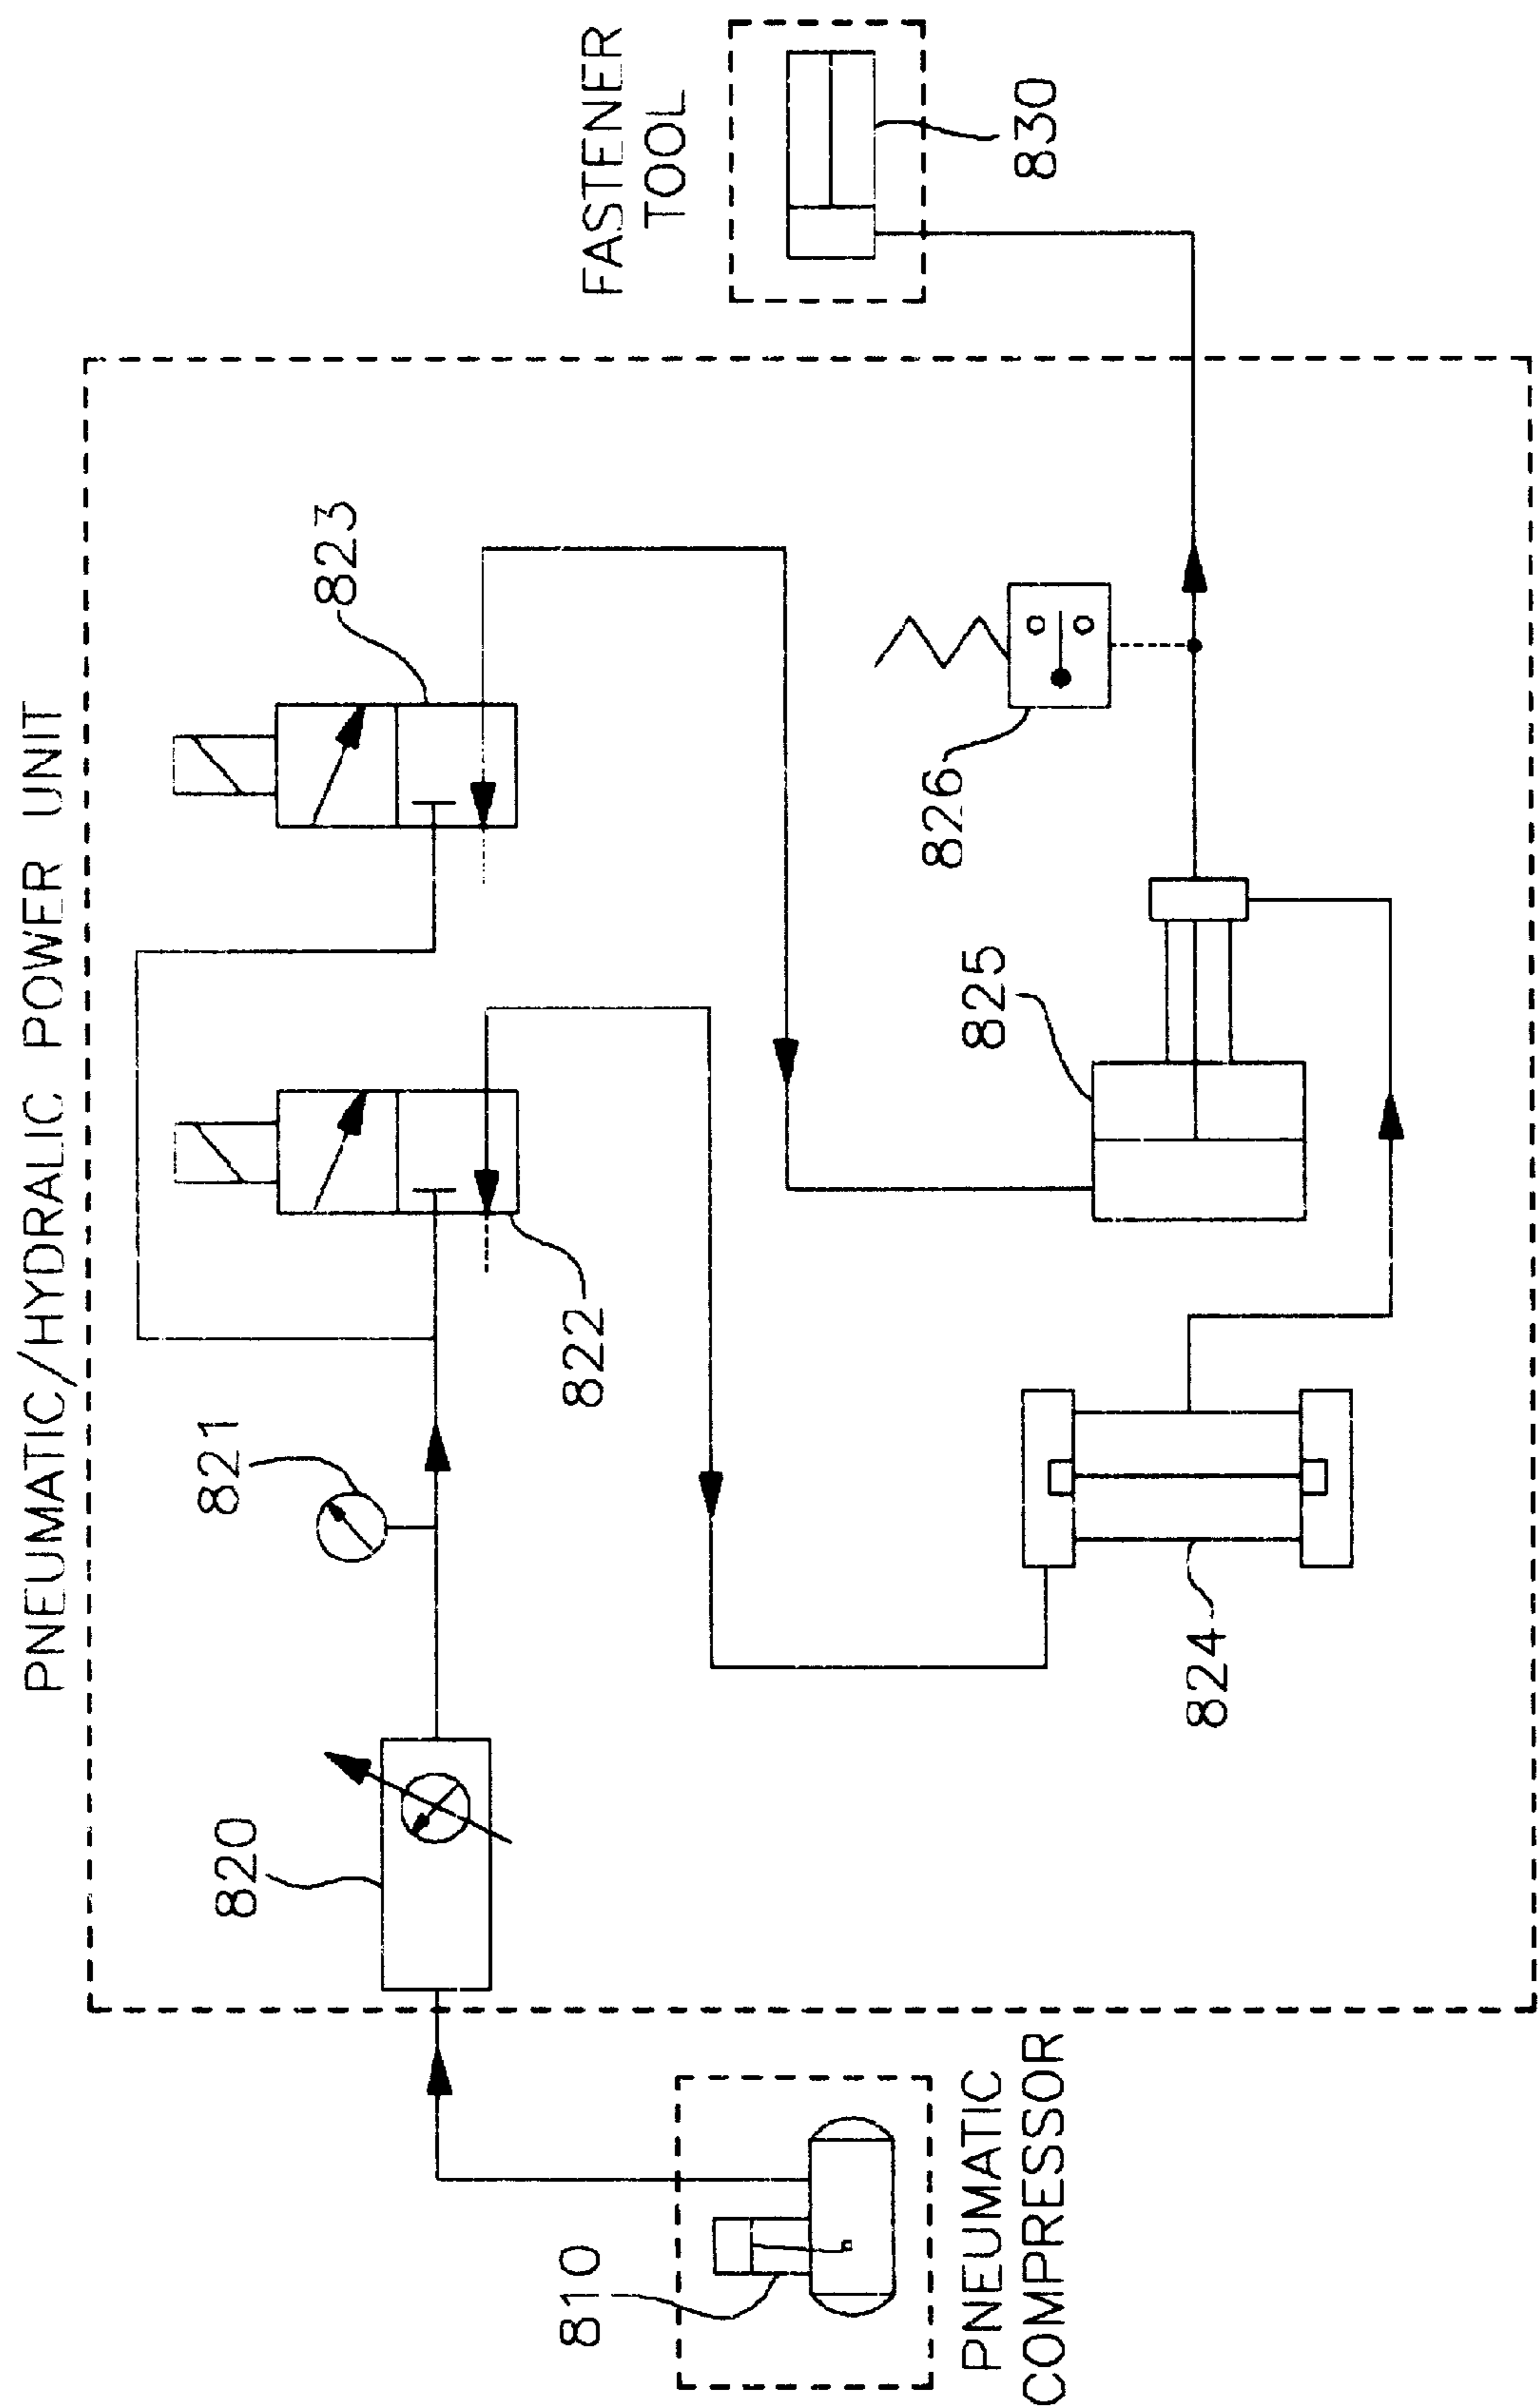 PNEUMATIC/HYDRALIC POWER UNIT
FASTENER
TOOL
823
821
820
822
826
825
830
810
824
PNEUMATIC
COMPRESSOR